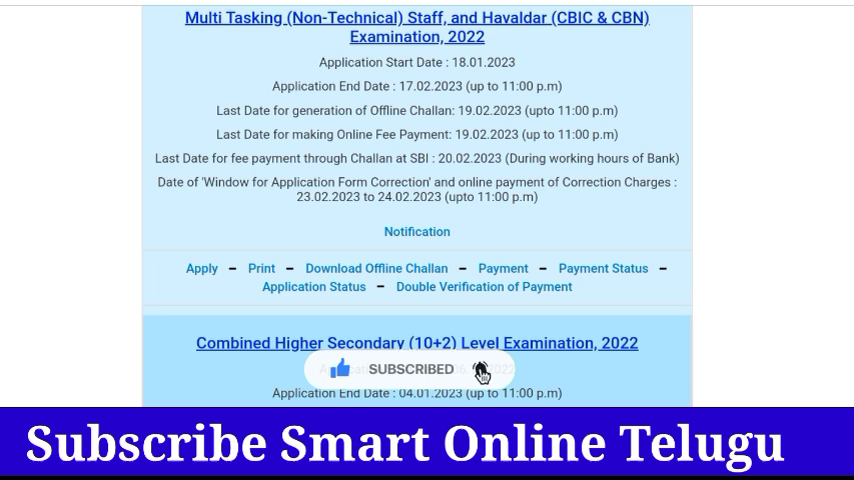 Multi Tasking (Non-Technical) Staff, and Havaldar (CBIC & CBN)
Examination, 2022
Application Start Date : 18.01.2023
Application End Date : 17.02.2023 (up to 11:00 p.m)
Last Date for generation of Offline Challan: 19.02.2023 (upto 11:00 p.m)
Last Date for making Online Fee Payment: 19.02.2023 (up to 11:00 p.m)
Last Date for fee payment through Challan at SBI : 20.02.2023 (During working hours of Bank)
Date of 'Window for Application Form Correction' and online payment of Correction Charges :
23.02.2023 to 24.02.2023 (upto 11:00 p.m)
Notification
Apply – Print – Download Offline Challan – Payment – Payment Status –
Application Status – Double Verification of Payment
Combined Higher Secondary (10+2) Level Examination, 2022
SUBSCRIBED
Application End Date : 04.01.2023 (up to 11:00 p.m)
Subscribe Smart Online Telugu